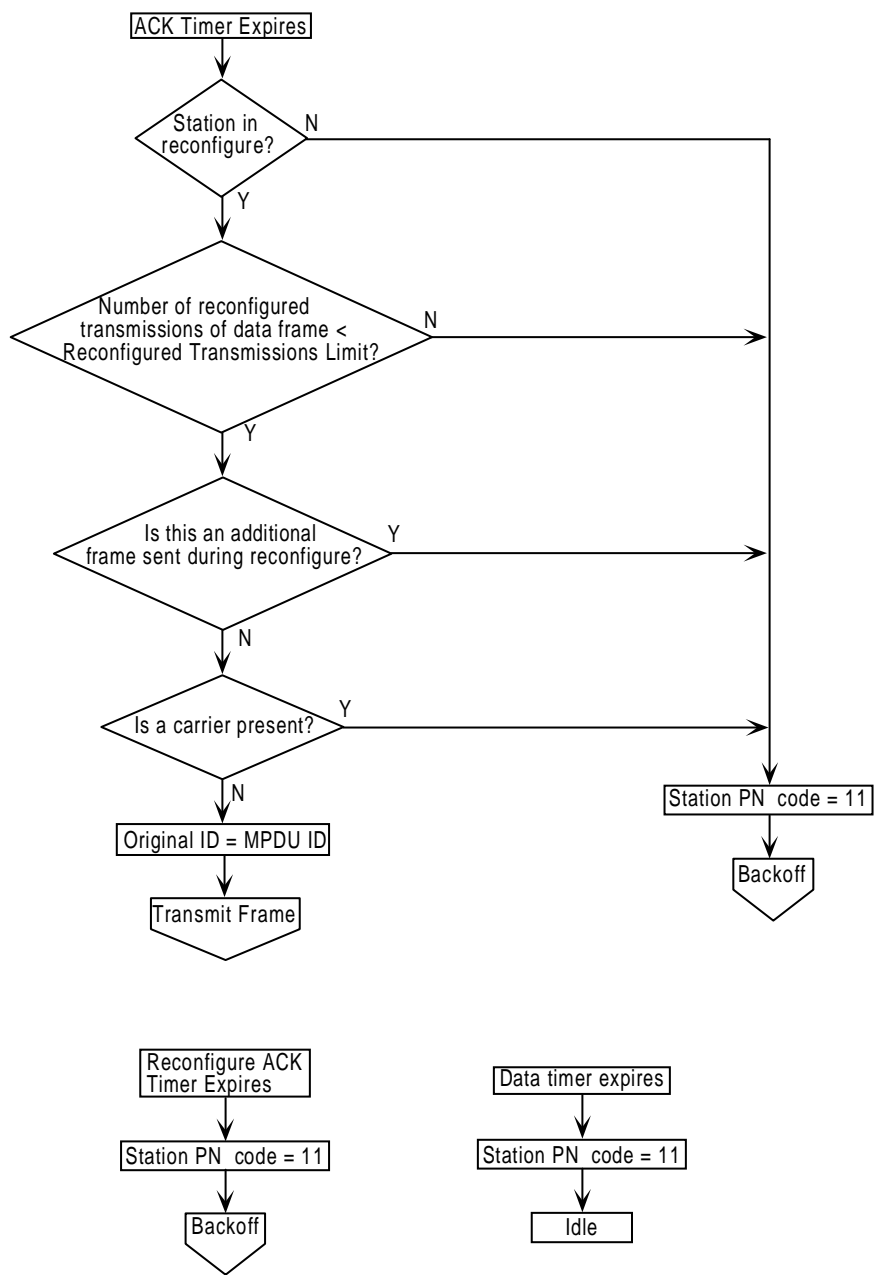 ACK Timer Expires
Station in
reconfigure?
N
Y
Number of reconfigured
transmissions of data frame <
Reconfigured Transmissions Limit?
N
Y
Is this an additional
frame sent during reconfigure?
Y
N
Is a carrier present?
Y
N
Original ID = MPDU ID
Transmit Frame
Station PN code = 11
Backoff
Reconfigure ACK
Timer Expires
Station PN code = 11
Backoff
Data timer expires
Station PN code = 11
Idle